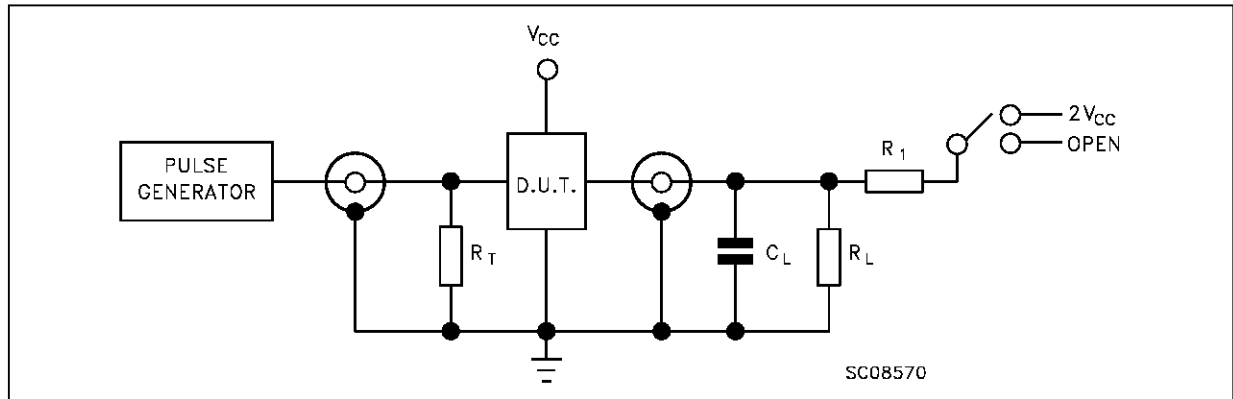 VCC
2VCC
OPEN
R1
PULSE
GENERATOR
D.U.T.
RT
CL
RL
SC08570